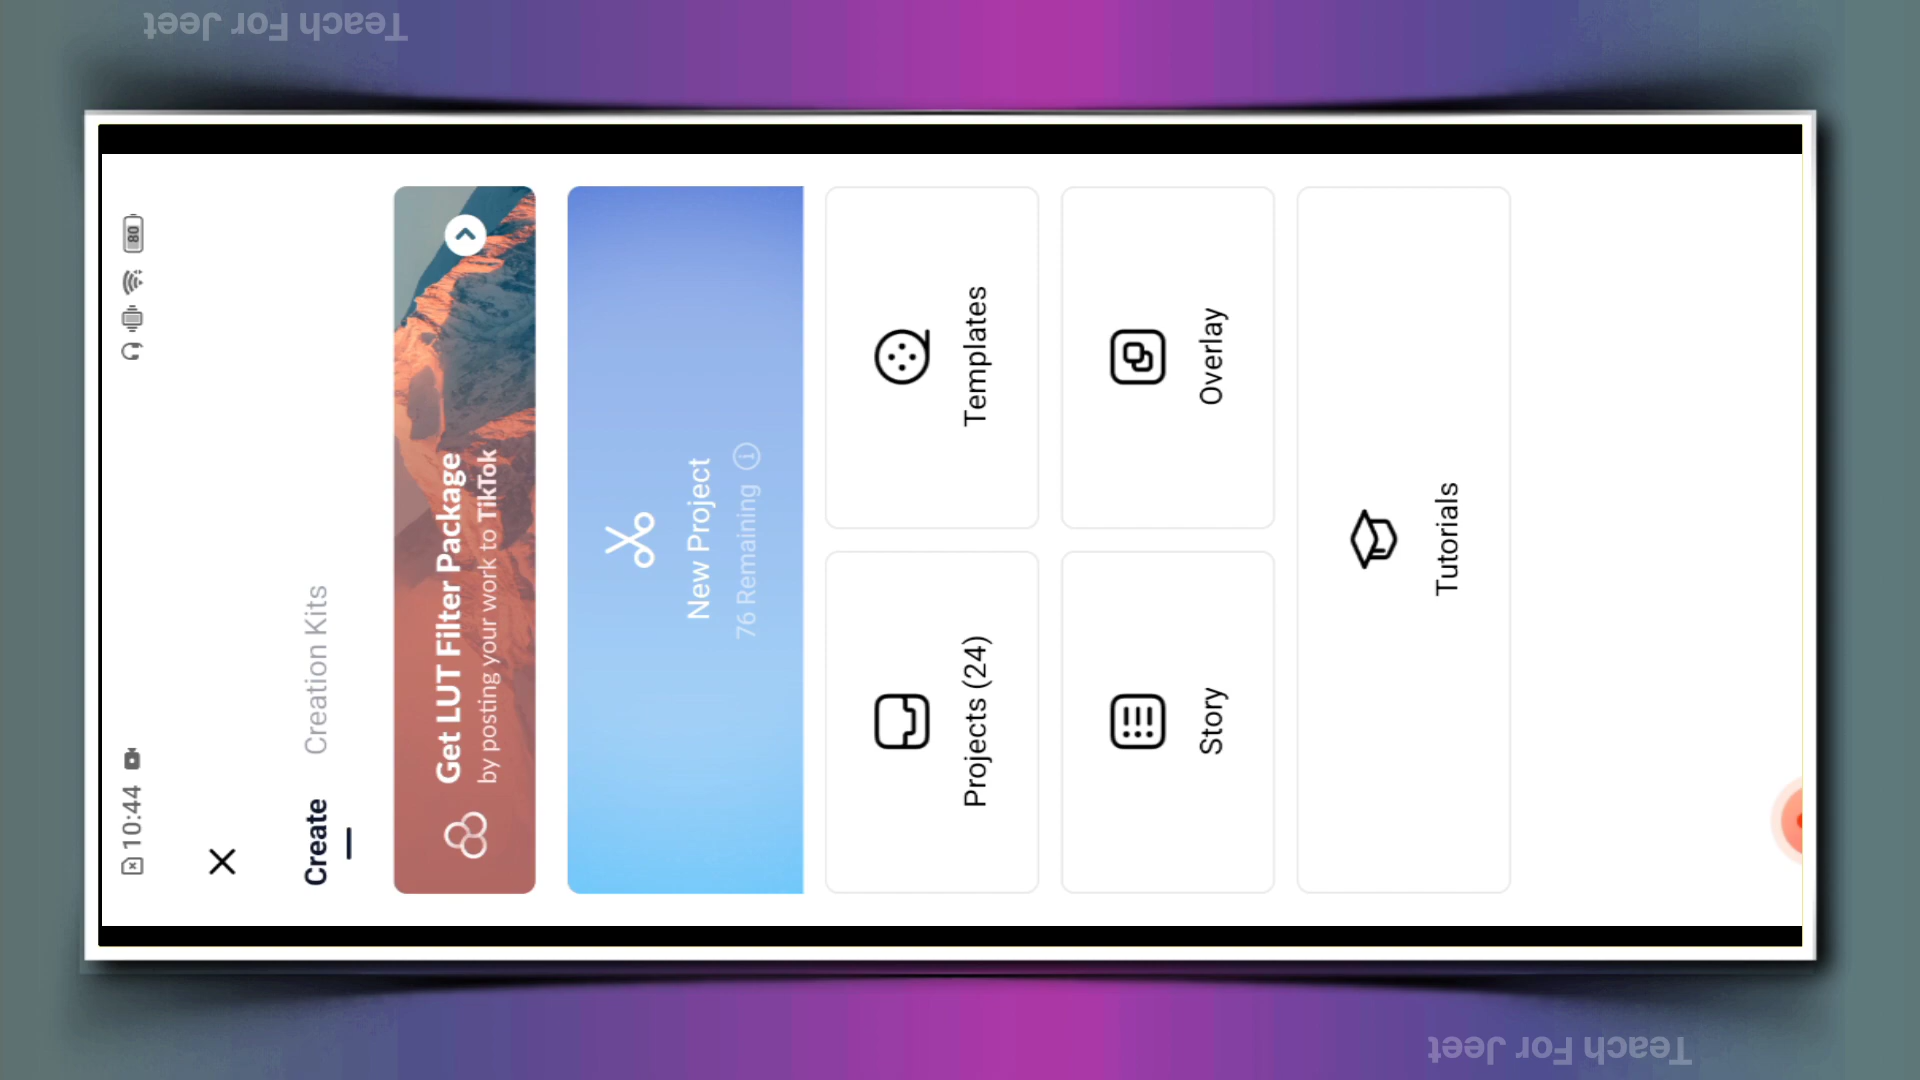 Teach For Jeet
10:44
80
Create
Creation Kits
Get LUT Filter Package
by posting your work to TikTok
New Project
76 Remaining
Projects (24)
Templates
Story
Overlay
Tutorials
Teach For Jeet